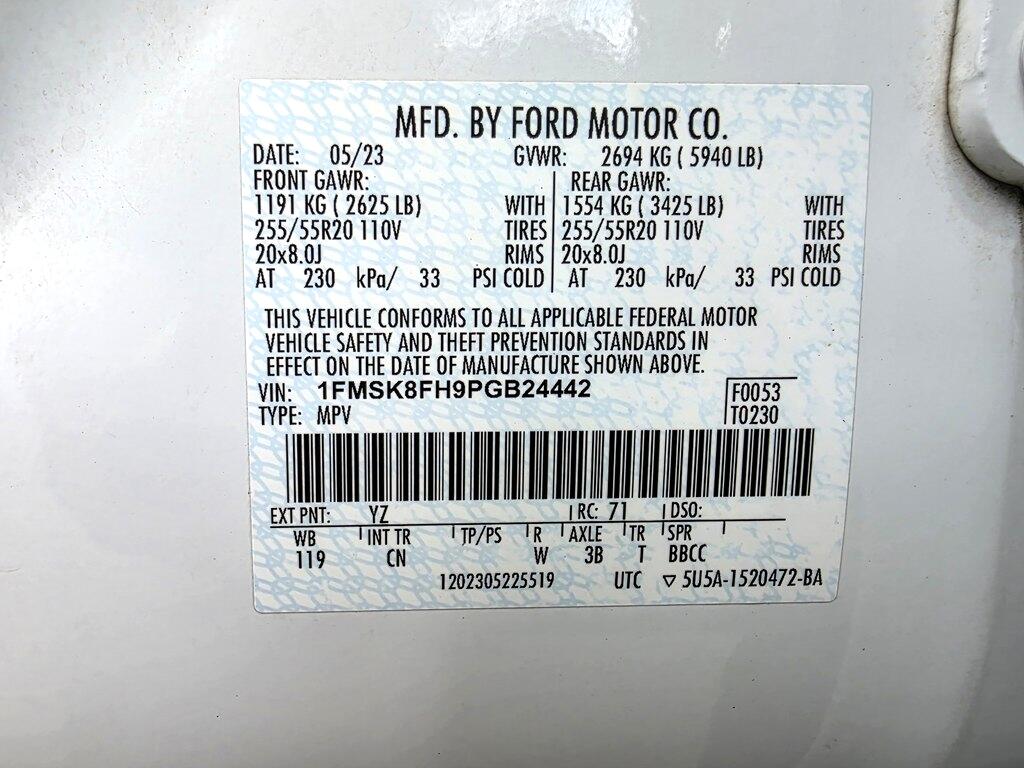 MFD. BY FORD MOTOR CO.
DATE: 05/23 GVWR: 2694 KG ( 5940 LB)
FRONT GAWR: REAR GAWR:
1191 KG ( 2625 LB) WITH 1554 KG ( 3425 LB) WITH
255/55R20 110V TIRES 255/55R20 110V TIRES
20x8.0J RIMS 20x8.0J RIMS
AT 230 kPa/ 33 PSI COLD AT 230 kPa/ 33 PSI COLD
THIS VEHICLE CONFORMS TO ALL APPLICABLE FEDERAL MOTOR
VEHICLE SAFETY AND THEFT PREVENTION STANDARDS IN
EFFECT ON THE DATE OF MANUFACTURE SHOWN ABOVE.
VIN: 1FMSK8FH9PGB24442 F0053
TYPE: MPV T0230
EXT PNT: YZ RC: 71 DSO:
WB INT TR TP/PS R AXLE TR SPR
119 CN W 3B T BBCC
1202305225519 UTC ▽ 5U5A-1520472-BA